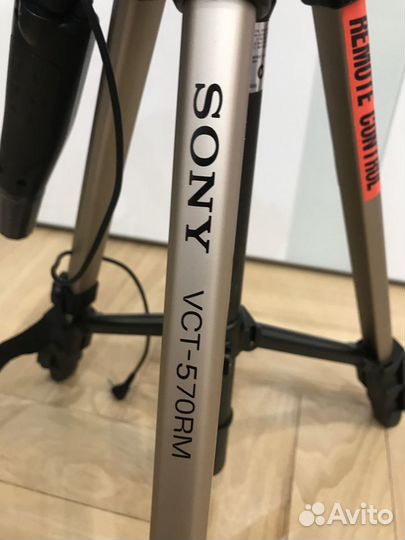 SONY
VCT-570RM
REMOTE CONTROL
Avito